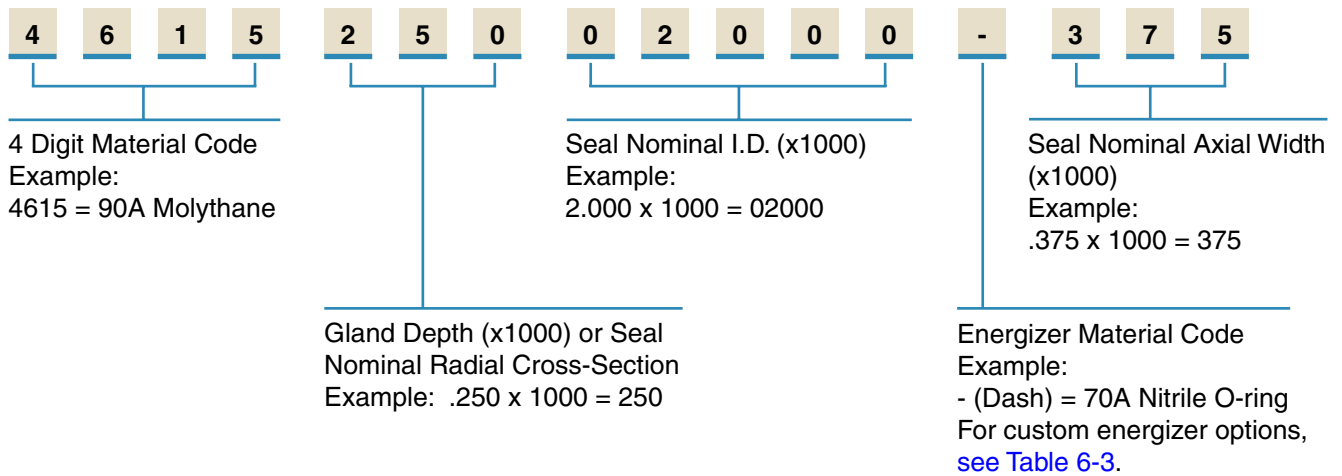 4 6 1 5 2 5 0 0 2 0 0 0 - 3 7 5
4 Digit Material Code
Example:
4615 = 90A Molythane
Seal Nominal I.D. (x1000)
Example:
2.000 x 1000 = 02000
Seal Nominal Axial Width
(x1000)
Example:
.375 x 1000 = 375
Gland Depth (x1000) or Seal
Nominal Radial Cross-Section
Example: .250 x 1000 = 250
Energizer Material Code
Example:
- (Dash) = 70A Nitrile O-ring
For custom energizer options,
see Table 6-3.